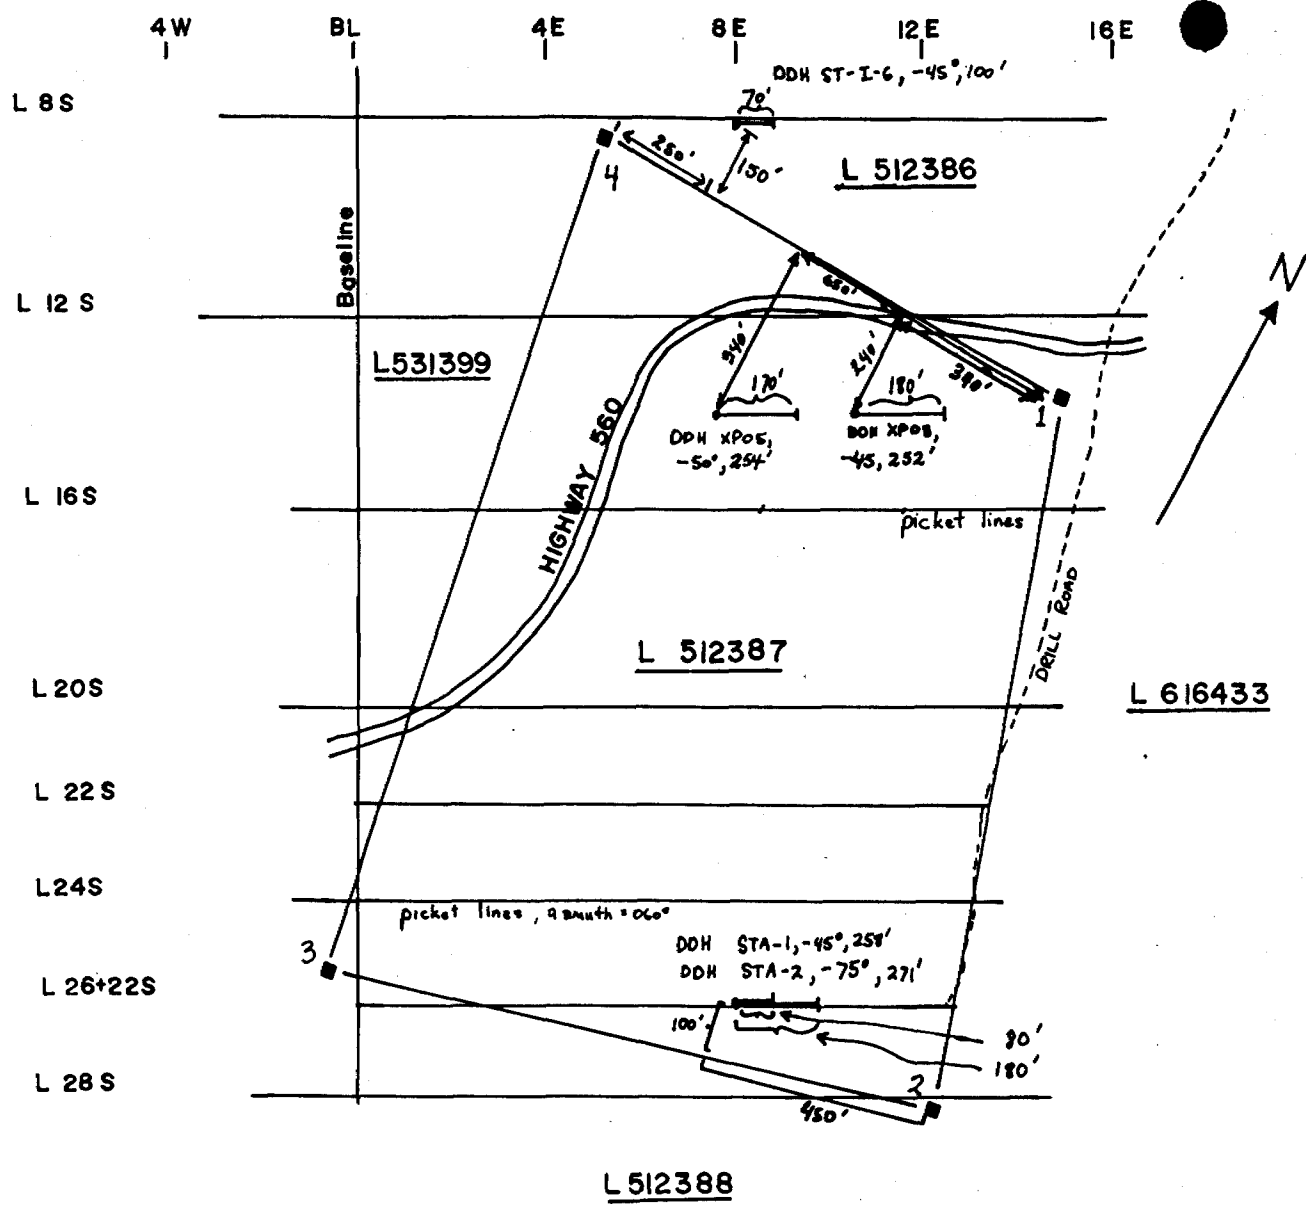 4W BL 4E 8E 12E 16E
DDH ST-I-6, -45°, 100'
L 8S
70'
250'
150'
4
L 512386
Baseline
N
L 12 S
650'
340'
240'
390'
L531399
170'
180'
1
DDH XP05,
-50°, 254'
DDH XP08,
-45, 252'
HIGHWAY 560
L 16S
picket lines
DRILL ROAD
L 512387
L 20S
L 616433
L 22S
L24S
picket lines, azmuth = 060°
3
DDH STA-1, -45°, 258'
DDH STA-2, -75°, 271'
L 26+22S
100'
80'
180'
L 28S
2
450'
L 512388